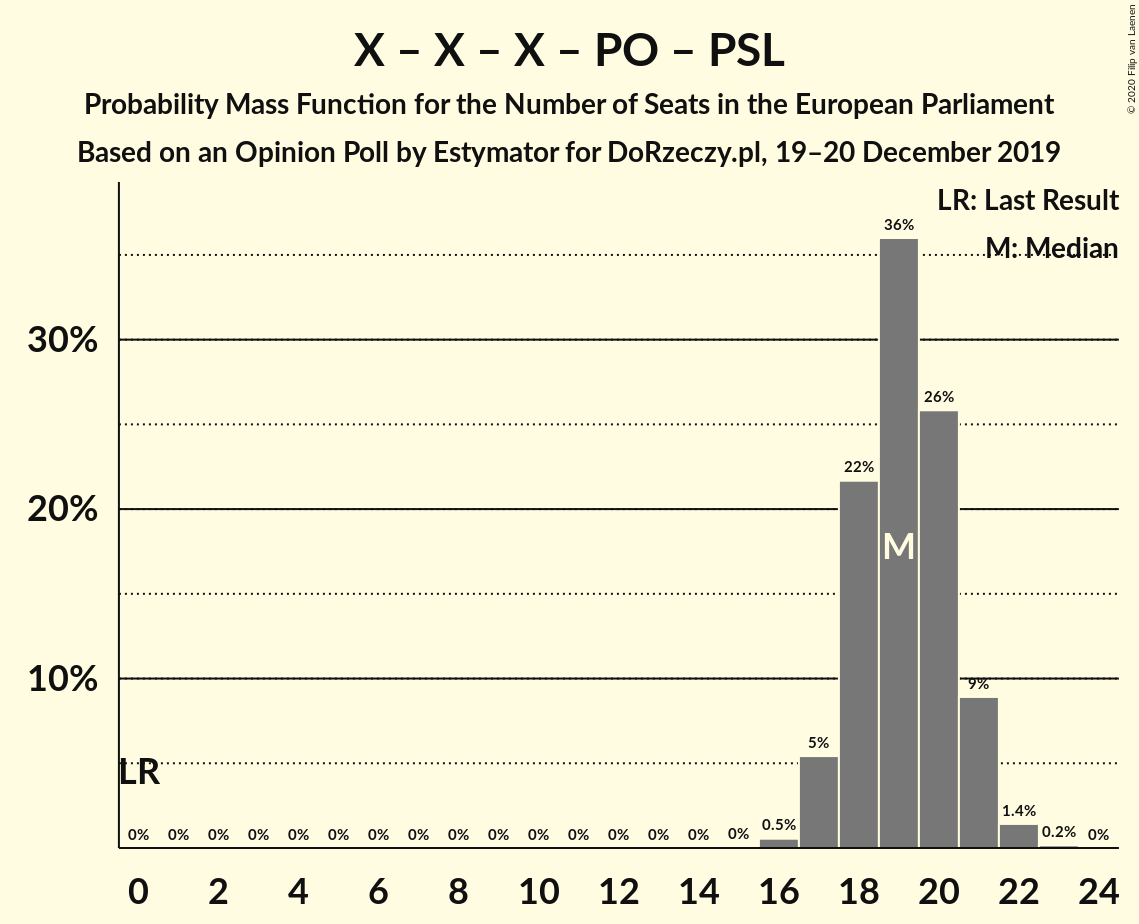 X – X – X – PO – PSL
Probability Mass Function for the Number of Seats in the European Parliament
Based on an Opinion Poll by Estymator for DoRzeczy.pl, 19–20 December 2019
© 2020 Filip van Laenen
LR: Last Result
M: Median
36%
30%
26%
22%
20%
M
10%
9%
5%
LR
0% 0% 0% 0% 0% 0% 0% 0% 0% 0% 0% 0% 0% 0% 0% 0% 0.5% 1.4% 0.2% 0%
0 2 4 6 8 10 12 14 16 18 20 22 24